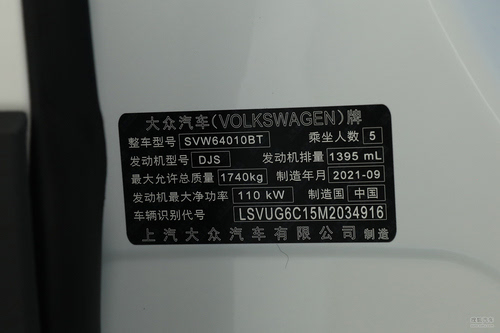 大众汽车(VOLKSWAGEN)牌
整车型号 SVW64010BT 乘坐人数 5
发动机型号 DJS 发动机排量 1395 mL
最大允许总质量 1740kg 制造年月 2021-09
发动机最大净功率 110 kW 制造国 中国
车辆识别代号 LSVUG6C15M2034916
上汽大众汽车有限公司 制造